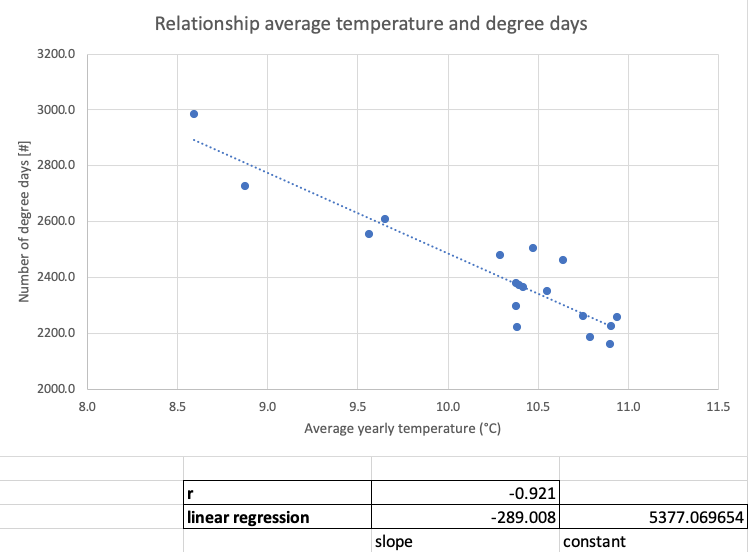 Relationship average temperature and degree days
3200.0
3000.0
2800.0
2600.0
2400.0
2200.0
2000.0
Number of degree days [#]
8.0 8.5 9.0 9.5 10.0 10.5 11.0 11.5
Average yearly temperature (°C)
r -0.921
linear regression -289.008 5377.069654
slope constant